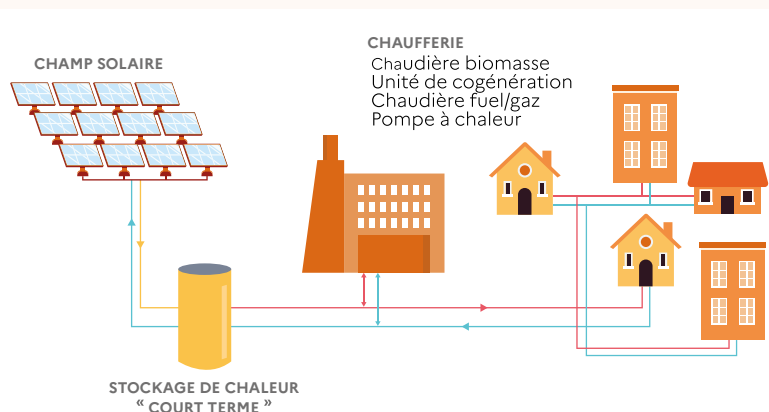 CHAMP SOLAIRE
CHAUFFERIE
Chaudière biomasse
Unité de cogénération
Chaudière fuel/gaz
Pompe à chaleur
STOCKAGE DE CHALEUR
« COURT TERME »